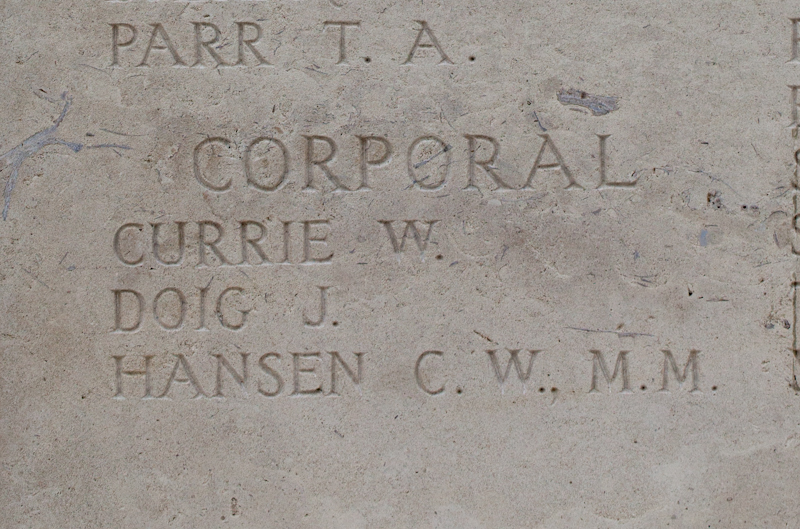 PARR T. A.
CORPORAL
CURRIE W.
DOIG J.
HANSEN C. W., M.M.